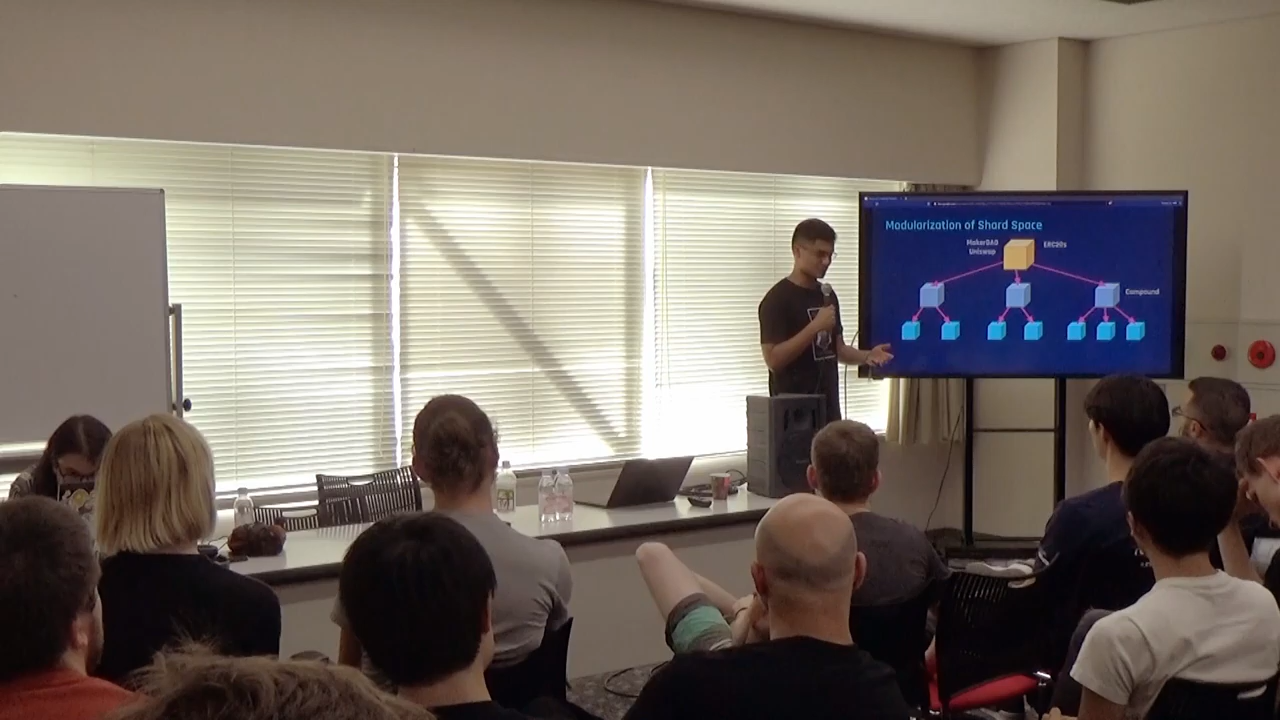 Modularization of Shard Space
MakerDAO
Uniswap
ERC20s
Compound